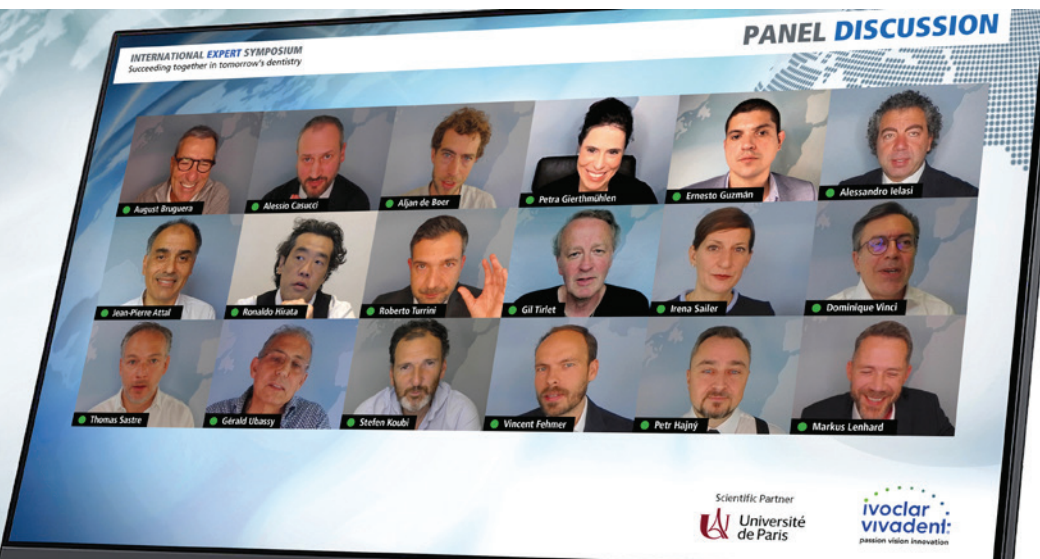 INTERNATIONAL EXPERT SYMPOSIUM
Succeeding together in tomorrow's dentistry
PANEL DISCUSSION
August Bruguera
Alessio Casucci
Aljan de Boer
Petra Gierthmühlen
Ernesto Guzmán
Alessandro Ielasi
Jean-Pierre Attal
Ronaldo Hirata
Roberto Turrini
Gil Tirlet
Irena Sailer
Dominique Vinci
Thomas Sastre
Gérald Ubassy
Stefen Koubi
Vincent Fehmer
Petr Hajný
Markus Lenhard
Scientific Partner
Université
de Paris
ivoclar
vivadent:
passion vision innovation